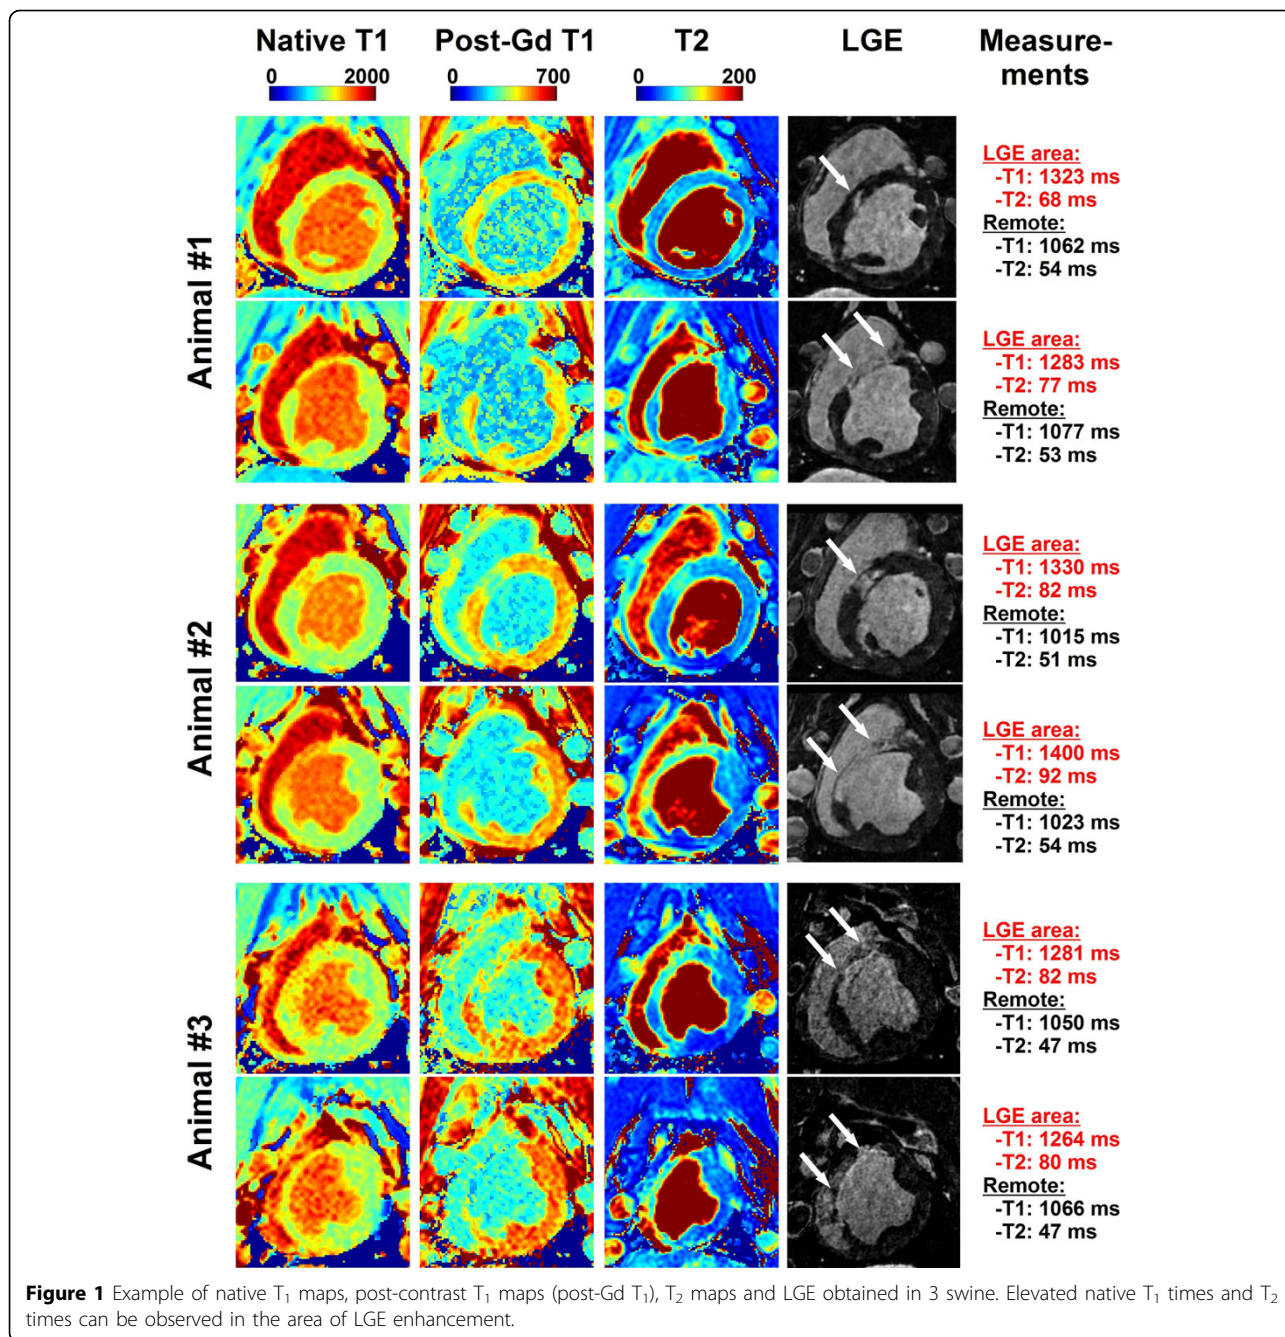 Native T1 Post-Gd T1 T2 LGE Measure-
ments
0 2000 0 700 0 200
Animal #1
LGE area:
-T1: 1323 ms
-T2: 68 ms
Remote:
-T1: 1062 ms
-T2: 54 ms
LGE area:
-T1: 1283 ms
-T2: 77 ms
Remote:
-T1: 1077 ms
-T2: 53 ms
Animal #2
LGE area:
-T1: 1330 ms
-T2: 82 ms
Remote:
-T1: 1015 ms
-T2: 51 ms
LGE area:
-T1: 1400 ms
-T2: 92 ms
Remote:
-T1: 1023 ms
-T2: 54 ms
Animal #3
LGE area:
-T1: 1281 ms
-T2: 82 ms
Remote:
-T1: 1050 ms
-T2: 47 ms
LGE area:
-T1: 1264 ms
-T2: 80 ms
Remote:
-T1: 1066 ms
-T2: 47 ms
Figure 1 Example of native T₁ maps, post-contrast T₁ maps (post-Gd T₁), T₂ maps and LGE obtained in 3 swine. Elevated native T₁ times and T₂
times can be observed in the area of LGE enhancement.